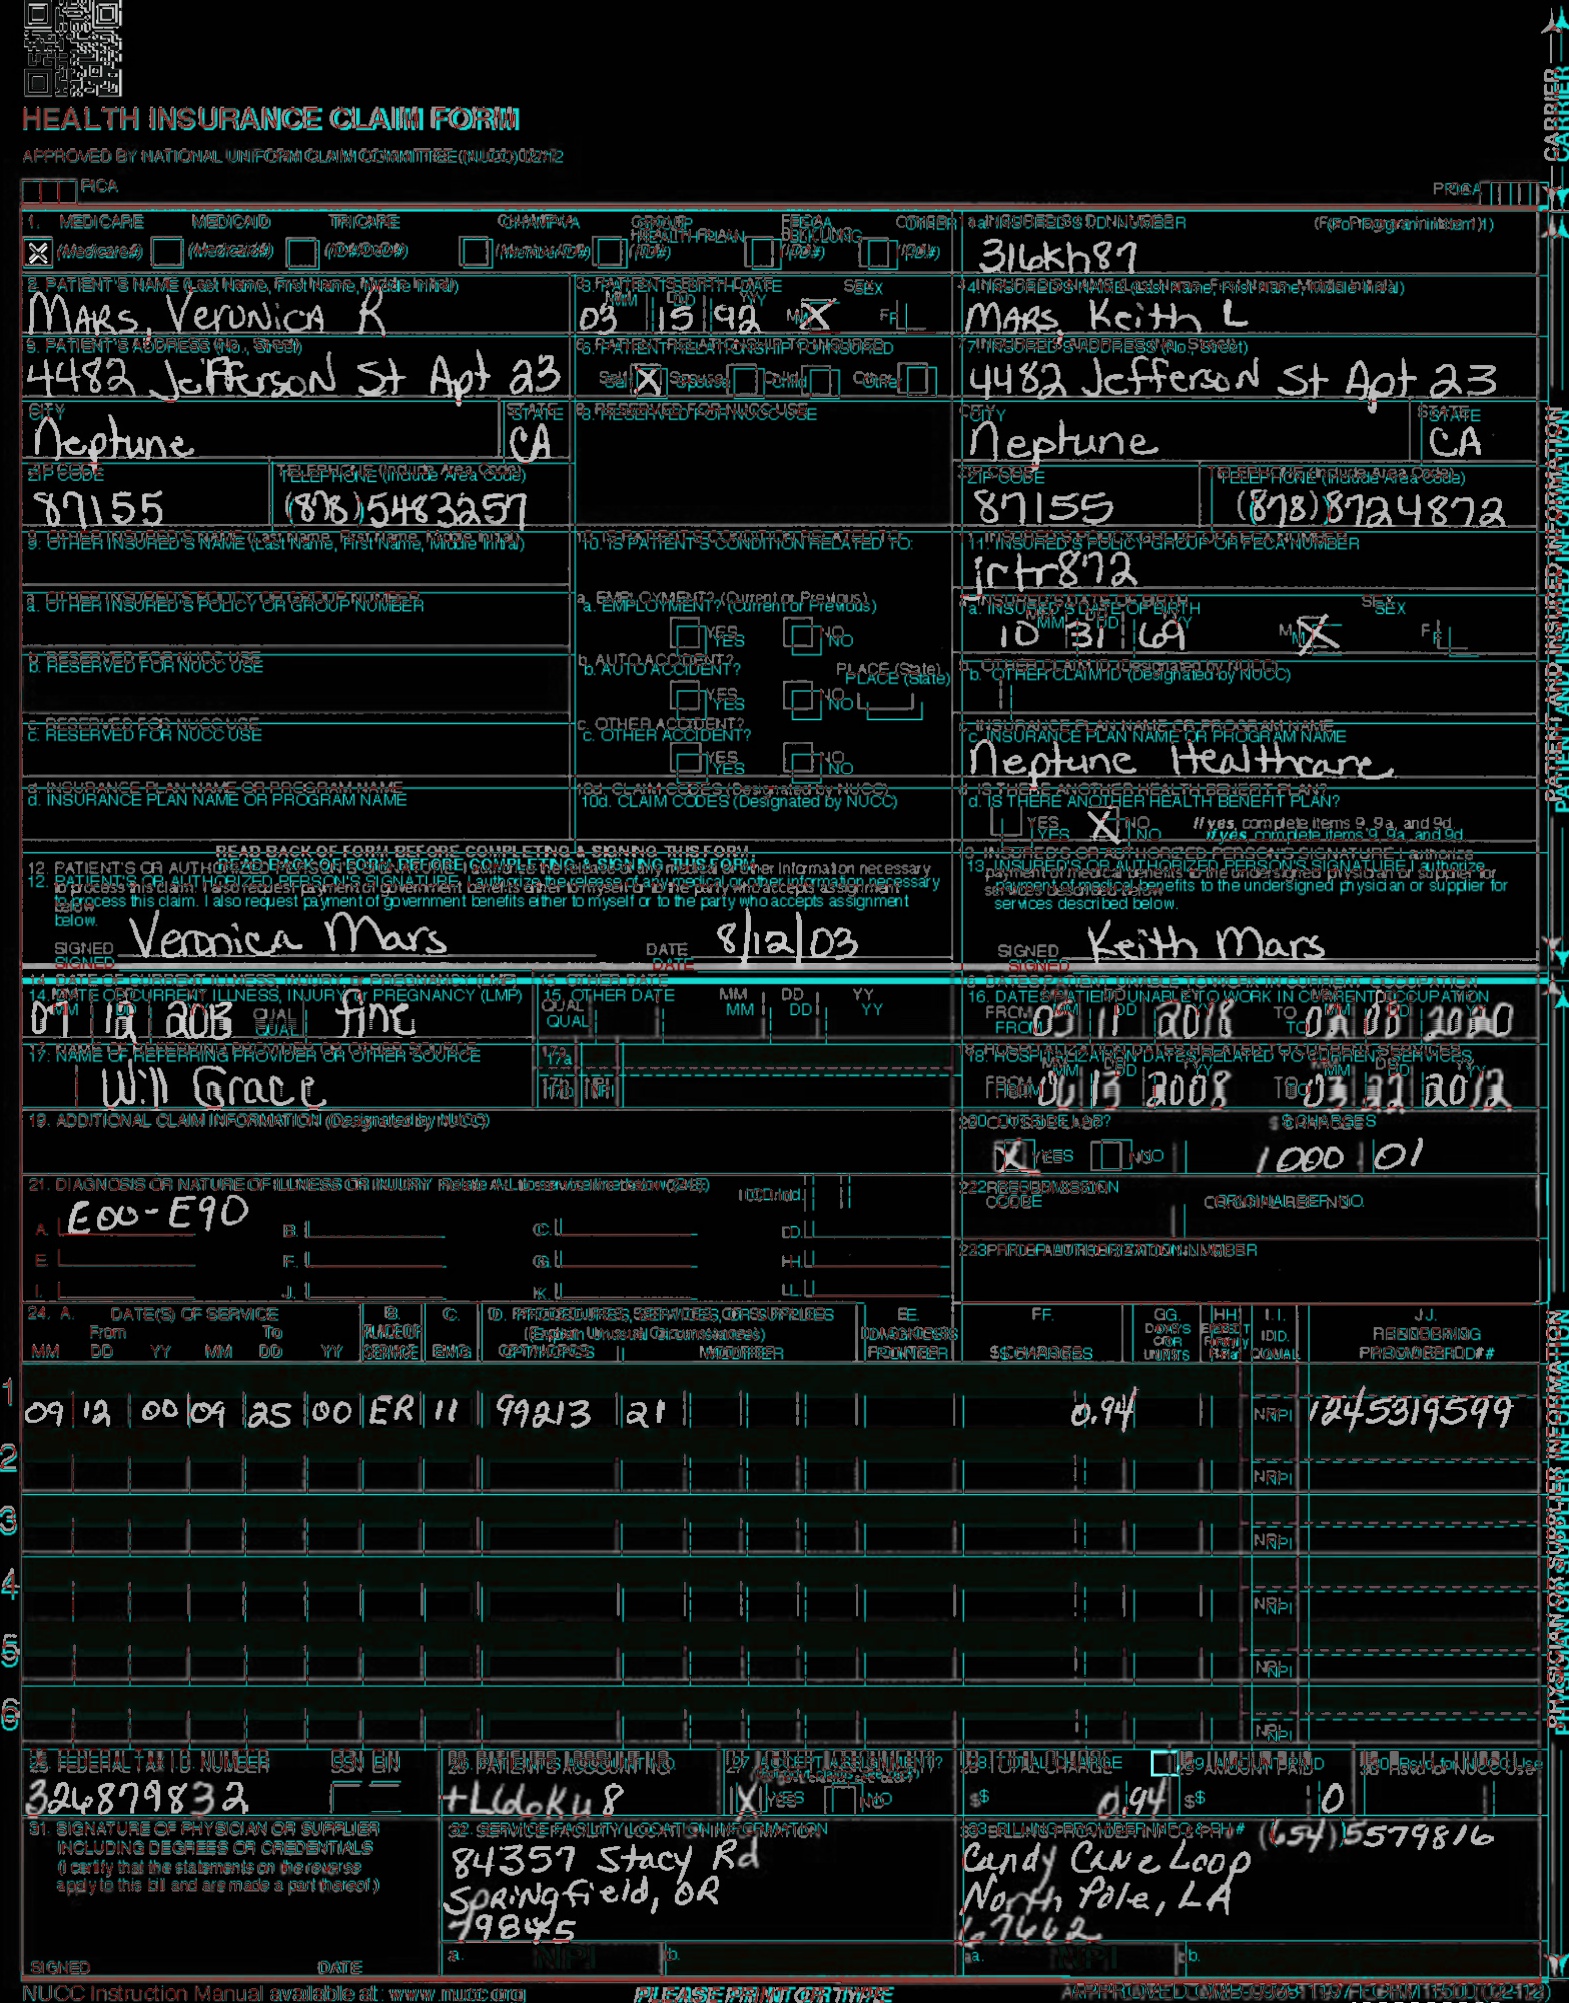 HEALTH INSURANCE CLAIM FORM
APPROVED BY NATIONAL UNIFORM CLAIM COMMITTEE (NUCC) 02/12
PICA PICA
CARRIER
1. MEDICARE MEDICAID TRICARE CHAMPVA GROUP HEALTH PLAN FECA BLK LUNG OTHER 1a. INSURED'S I.D. NUMBER (For Program in Item 1)
(Medicare#) (Medicaid#) (ID#/DoD#) (Member ID#) (ID#) (ID#) (ID#) 316kh87
2. PATIENT'S NAME (Last Name, First Name, Middle Initial) 3. PATIENT'S BIRTH DATE SEX 4. INSURED'S NAME (Last Name, First Name, Middle Initial)
MARS, VERONICA R 03 15 92 M F MARS, Keith L
5. PATIENT'S ADDRESS (No., Street) 6. PATIENT RELATIONSHIP TO INSURED 7. INSURED'S ADDRESS (No., Street)
4482 Jefferson St Apt 23 Self Spouse Child Other 4482 Jefferson St Apt 23
CITY STATE 8. RESERVED FOR NUCC USE CITY STATE
Neptune CA Neptune CA
ZIP CODE TELEPHONE (Include Area Code) ZIP CODE TELEPHONE (Include Area Code)
87155 (878)5483257 87155 (878)8724872
9. OTHER INSURED'S NAME (Last Name, First Name, Middle Initial) 10. IS PATIENT'S CONDITION RELATED TO: 11. INSURED'S POLICY GROUP OR FECA NUMBER
jrtr872
a. OTHER INSURED'S POLICY OR GROUP NUMBER a. EMPLOYMENT? (Current or Previous) a. INSURED'S DATE OF BIRTH SEX
YES NO 10 31 69 M F
b. RESERVED FOR NUCC USE b. AUTO ACCIDENT? PLACE (State) b. OTHER CLAIM ID (Designated by NUCC)
YES NO
c. RESERVED FOR NUCC USE c. OTHER ACCIDENT? c. INSURANCE PLAN NAME OR PROGRAM NAME
YES NO Neptune Healthcare
d. INSURANCE PLAN NAME OR PROGRAM NAME 10d. CLAIM CODES (Designated by NUCC) d. IS THERE ANOTHER HEALTH BENEFIT PLAN?
YES NO If yes, complete items 9, 9a, and 9d.
READ BACK OF FORM BEFORE COMPLETING & SIGNING THIS FORM.
12. PATIENT'S OR AUTHORIZED PERSON'S SIGNATURE I authorize the release of any medical or other information necessary
to process this claim. I also request payment of government benefits either to myself or to the party who accepts assignment
below.
13. INSURED'S OR AUTHORIZED PERSON'S SIGNATURE I authorize
payment of medical benefits to the undersigned physician or supplier for
services described below.
SIGNED Veronica Mars DATE 8/12/03 SIGNED Keith Mars
PATIENT AND INSURED INFORMATION
14. DATE OF CURRENT ILLNESS, INJURY, or PREGNANCY (LMP) 15. OTHER DATE MM DD YY 16. DATES PATIENT UNABLE TO WORK IN CURRENT OCCUPATION
07 12 QUAL. fine QUAL. FROM 11 2018 TO
17. NAME OF REFERRING PROVIDER OR OTHER SOURCE 17a. 18. HOSPITALIZATION DATES RELATED TO CURRENT SERVICES
Will Grace 17b. NPI FROM 06 13 2008 TO 03 22 2012
19. ADDITIONAL CLAIM INFORMATION (Designated by NUCC) 20. OUTSIDE LAB? $ CHARGES
YES NO 1000 01
21. DIAGNOSIS OR NATURE OF ILLNESS OR INJURY Relate A-L to service line below (24E) ICD Ind. 22. RESUBMISSION CODE ORIGINAL REF. NO.
A. E00-E90 B. C. D.
E. F. G. H. 23. PRIOR AUTHORIZATION NUMBER
I. J. K. L.
24. A. DATE(S) OF SERVICE B. C. D. PROCEDURES, SERVICES, OR SUPPLIES E. F. G. H. I. J.
From To PLACE OF (Explain Unusual Circumstances) DIAGNOSIS DAYS OR EPSDT ID. RENDERING
MM DD YY MM DD YY SERVICE EMG CPT/HCPCS MODIFIER POINTER $ CHARGES UNITS QUAL. PROVIDER ID. #
1 09 12 00 09 25 00 ER 11 99213 21 0.94 NPI 1245319599
2 NPI
3 NPI
4 NPI
5 NPI
6 NPI
PHYSICIAN OR SUPPLIER INFORMATION
25. FEDERAL TAX I.D. NUMBER SSN EIN 26. PATIENT'S ACCOUNT NO. 27. ACCEPT ASSIGNMENT? 28. TOTAL CHARGE 29. AMOUNT PAID 30. Rsvd for NUCC Use
326879832 YES NO $ 0.94 $ 0
31. SIGNATURE OF PHYSICIAN OR SUPPLIER
INCLUDING DEGREES OR CREDENTIALS
(I certify that the statements on the reverse
apply to this bill and are made a part thereof.)
SIGNED DATE
32. SERVICE FACILITY LOCATION INFORMATION
84357 Stacy Rd
Springfield, OR
79845
a. NPI b.
33. BILLING PROVIDER INFO & PH # (654)5579816
Candy Cane Loop
North Pole, LA
67662
a. NPI b.
NUCC Instruction Manual available at: www.nucc.org PLEASE PRINT OR TYPE APPROVED OMB-0938-1197 FORM 1500 (02-12)